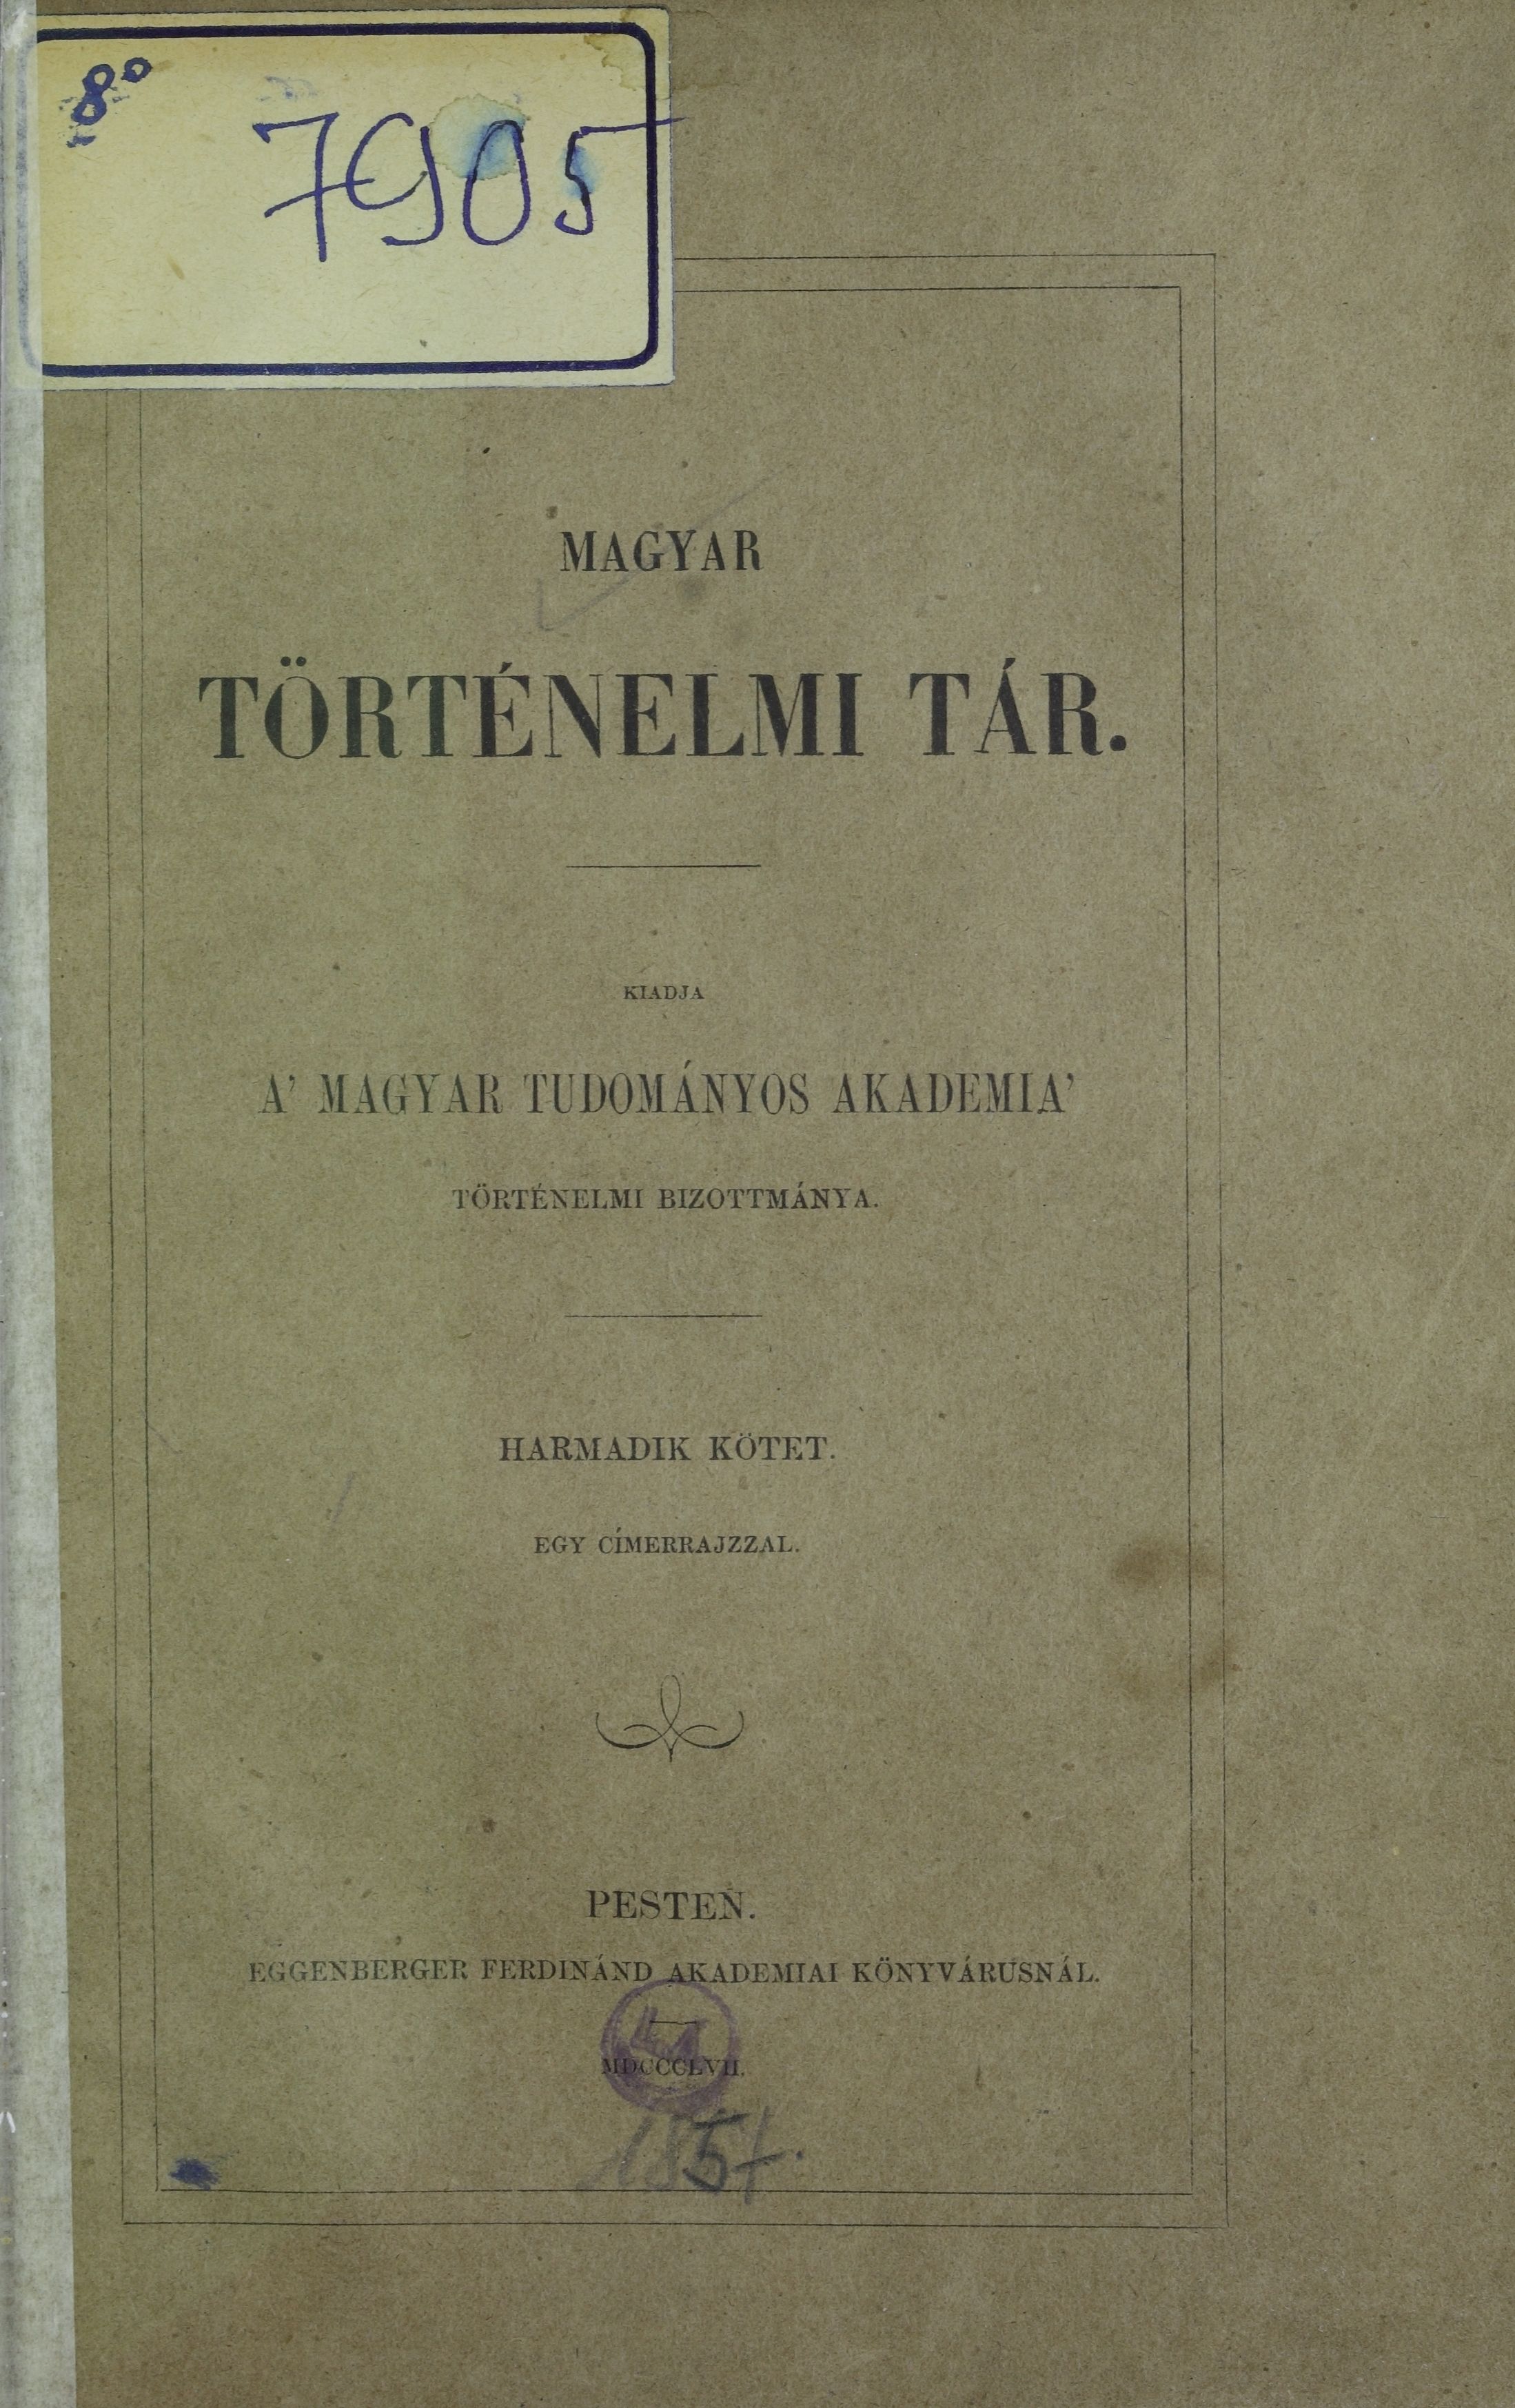 8°
7905
MAGYAR
TÖRTÉNELMI TÁR.
KIADJA
A' MAGYAR TUDOMÁNYOS AKADEMIA'
TÖRTÉNELMI BIZOTTMÁNYA.
HARMADIK KÖTET.
EGY CÍMERRAJZZAL.
PESTEN.
EGGENBERGER FERDINÁND AKADEMIAI KÖNYVÁRUSNÁL.
MDCCCLVII.
1857.